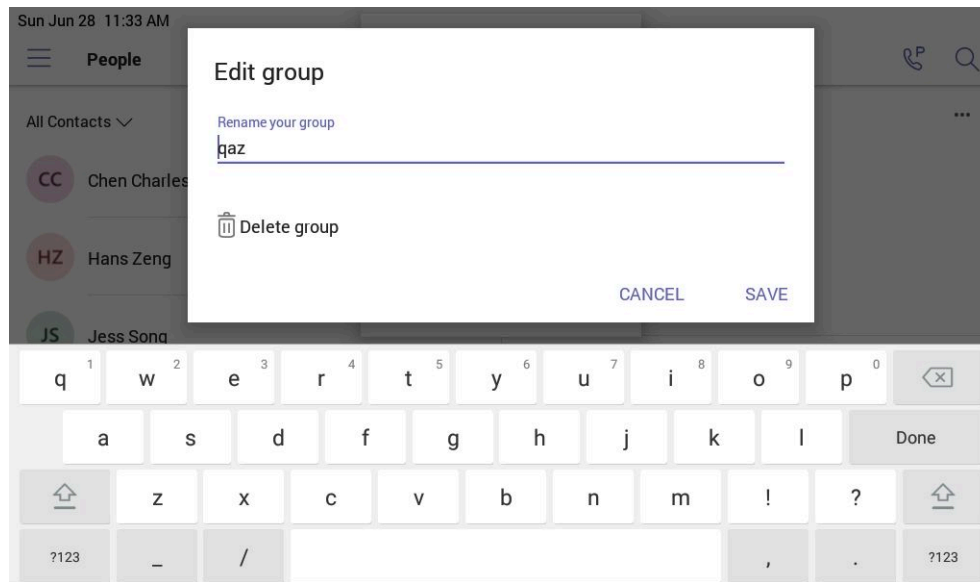 Sun Jun 28 11:33 AM
People
P
Edit group
Rename your group
qaz
All Contacts
CC Chen Charles
HZ Hans Zeng
JS Jess Song
Delete group
CANCEL SAVE
q 1 w 2 e 3 r 4 t 5 y 6 u 7 i 8 o 9 p 0
a s d f g h j k l Done
z x c v b n m ! ?
?123 _ / , . ?123